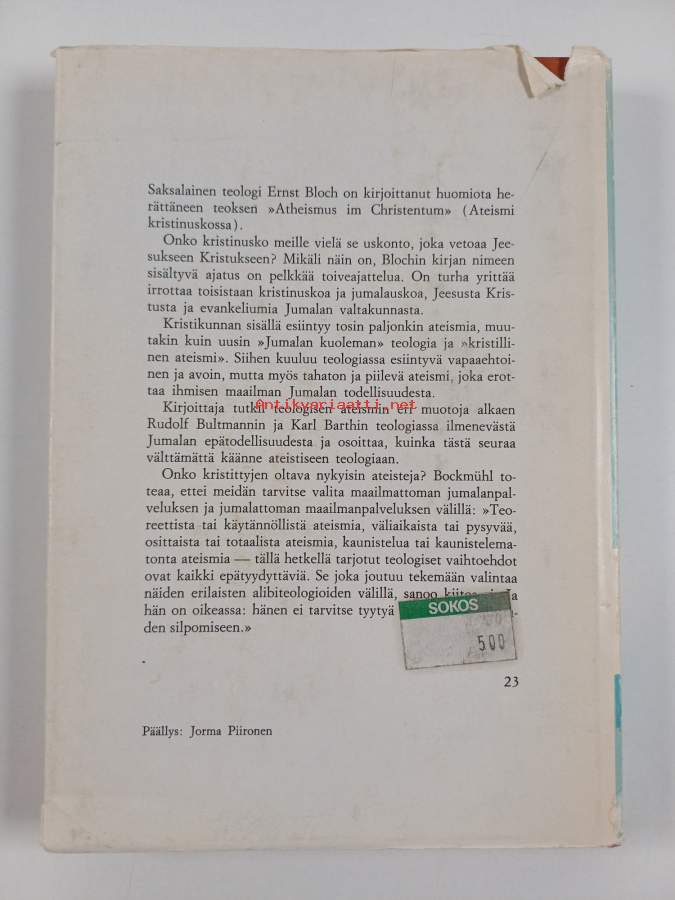 Saksalainen teologi Ernst Bloch on kirjoittanut huomiota he-
rättäneen teoksen »Atheismus im Christentum» (Ateismi
kristinuskossa).
Onko kristinusko meille vielä se uskonto, joka vetoaa Jee-
sukseen Kristukseen? Mikäli näin on, Blochin kirjan nimeen
sisältyvä ajatus on pelkkää toiveajattelua. On turha yrittää
irrottaa toisistaan kristinuskoa ja jumalauskoa, Jeesusta Kris-
tusta ja evankeliumia Jumalan valtakunnasta.
Kristikunnan sisällä esiintyy tosin paljonkin ateismia, muu-
takin kuin uusin »Jumalan kuoleman» teologia ja »kristilli-
nen ateismi». Siihen kuuluu teologiassa esiintyvä vapaaehtoi-
nen ja avoin, mutta myös tahaton ja piilevä ateismi, joka erot-
taa ihmisen maailman Jumalan todellisuudesta.
Antikvariaatti.net
Kirjoittaja tutkii teologisen ateismin eri muotoja alkaen
Rudolf Bultmannin ja Karl Barthin teologiassa ilmenevästä
Jumalan epätodellisuudesta ja osoittaa, kuinka tästä seuraa
välttämättä käänne ateistiseen teologiaan.
Onko kristittyjen oltava nykyisin ateisteja? Bockmühl to-
teaa, ettei meidän tarvitse valita maailmattoman jumalanpal-
veluksen ja jumalattoman maailmanpalveluksen välillä: »Teo-
reettista tai käytännöllistä ateismia, väliaikaista tai pysyvää,
osittaista tai totaalista ateismia, kaunistelua tai kaunistelema-
tonta ateismia — tällä hetkellä tarjotut teologiset vaihtoehdot
ovat kaikki epätyydyttäviä. Se joka joutuu tekemään valintaa
näiden erilaisten alibiteologioiden välillä, sanoo
hän on oikeassa: hänen ei tarvitse tyytyä
den silpomiseen.»
SOKOS
500
23
Päällys: Jorma Piironen